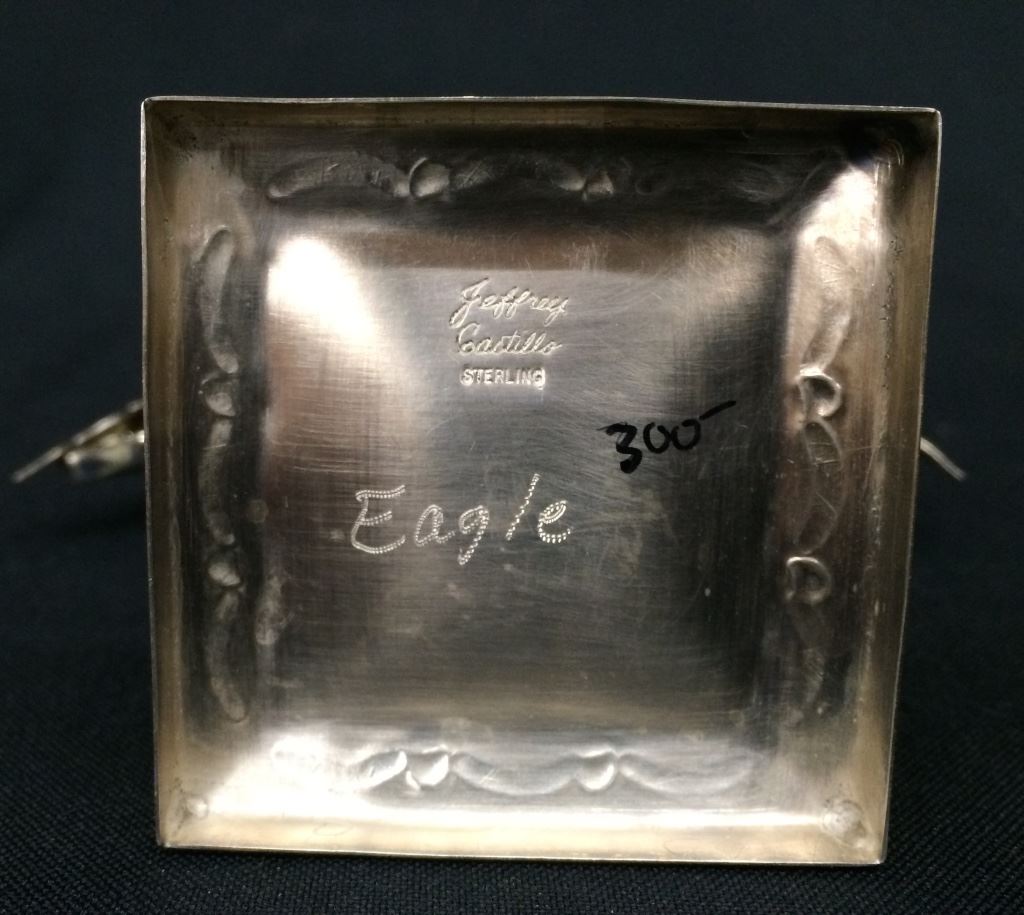 Jeffrey
Castillo
STERLING
300-
Eagle